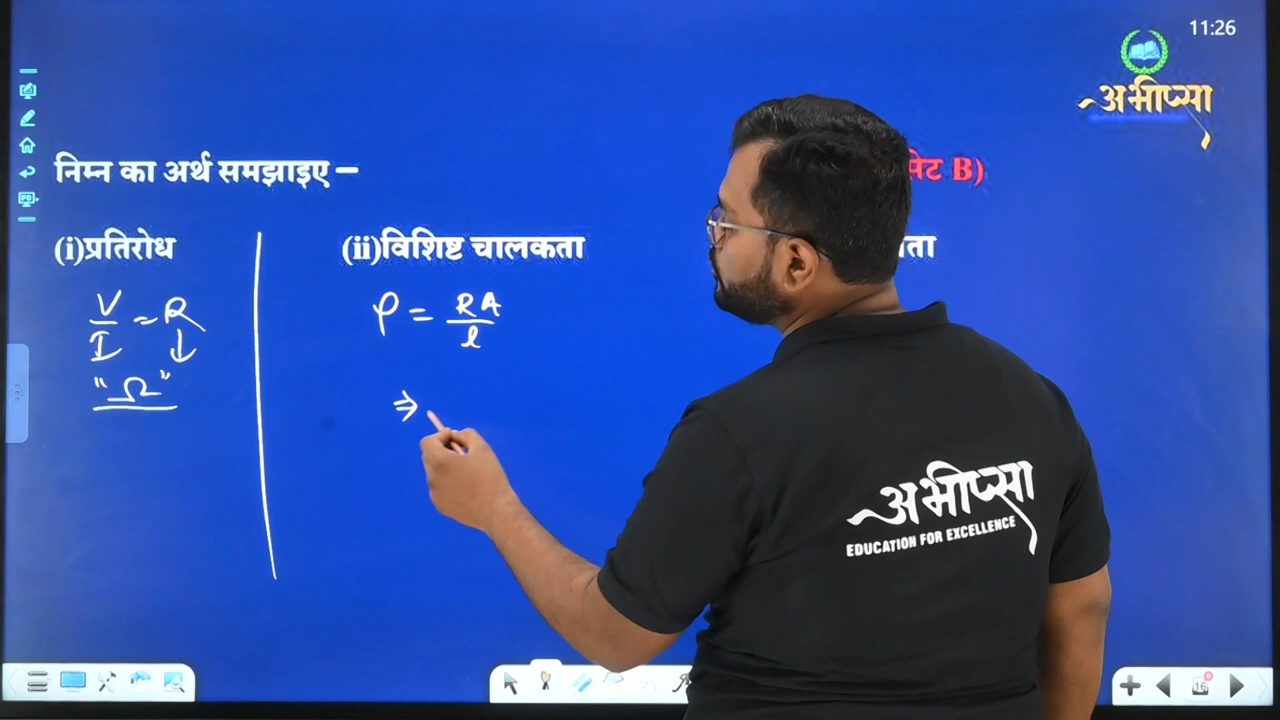 11:26
अभीप्सा
निम्न का अर्थ समझाइए – सेट B)
(i)प्रतिरोध (ii)विशिष्ट चालकता
V/I = R
↓
"Ω"
ρ = RA/l
⇒
अभीप्सा
EDUCATION FOR EXCELLENCE